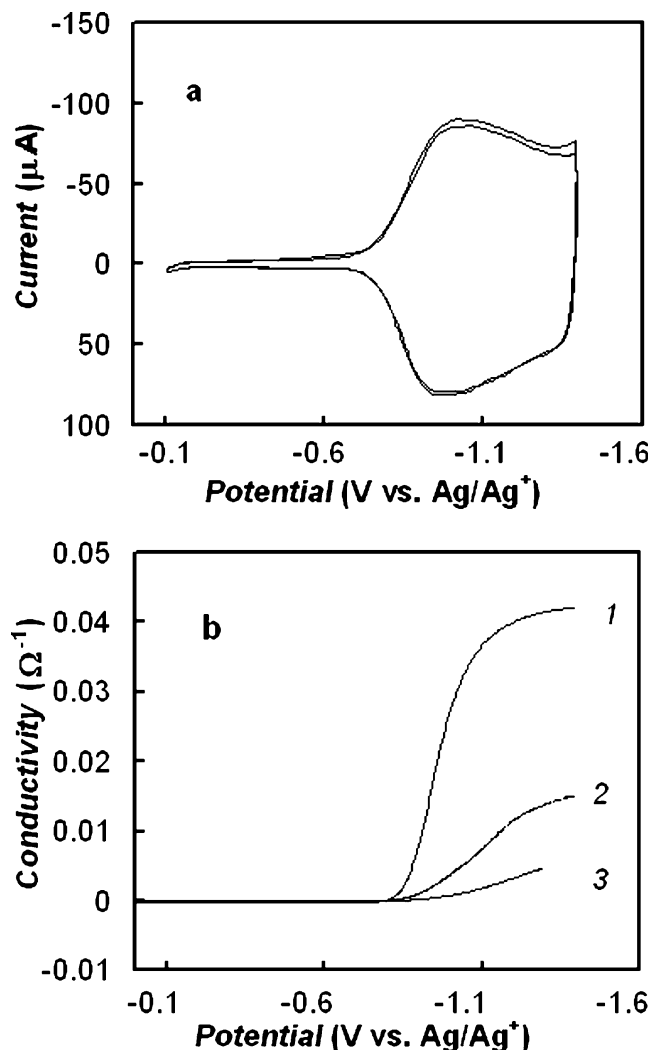 -150
-100
-50
0
50
100
Current (µA)
a
-0.1 -0.6 -1.1 -1.6
Potential (V vs. Ag/Ag⁺)
0.05
0.04
0.03
0.02
0.01
0
-0.01
Conductivity (Ω⁻¹)
b
1
2
3
-0.1 -0.6 -1.1 -1.6
Potential (V vs. Ag/Ag⁺)